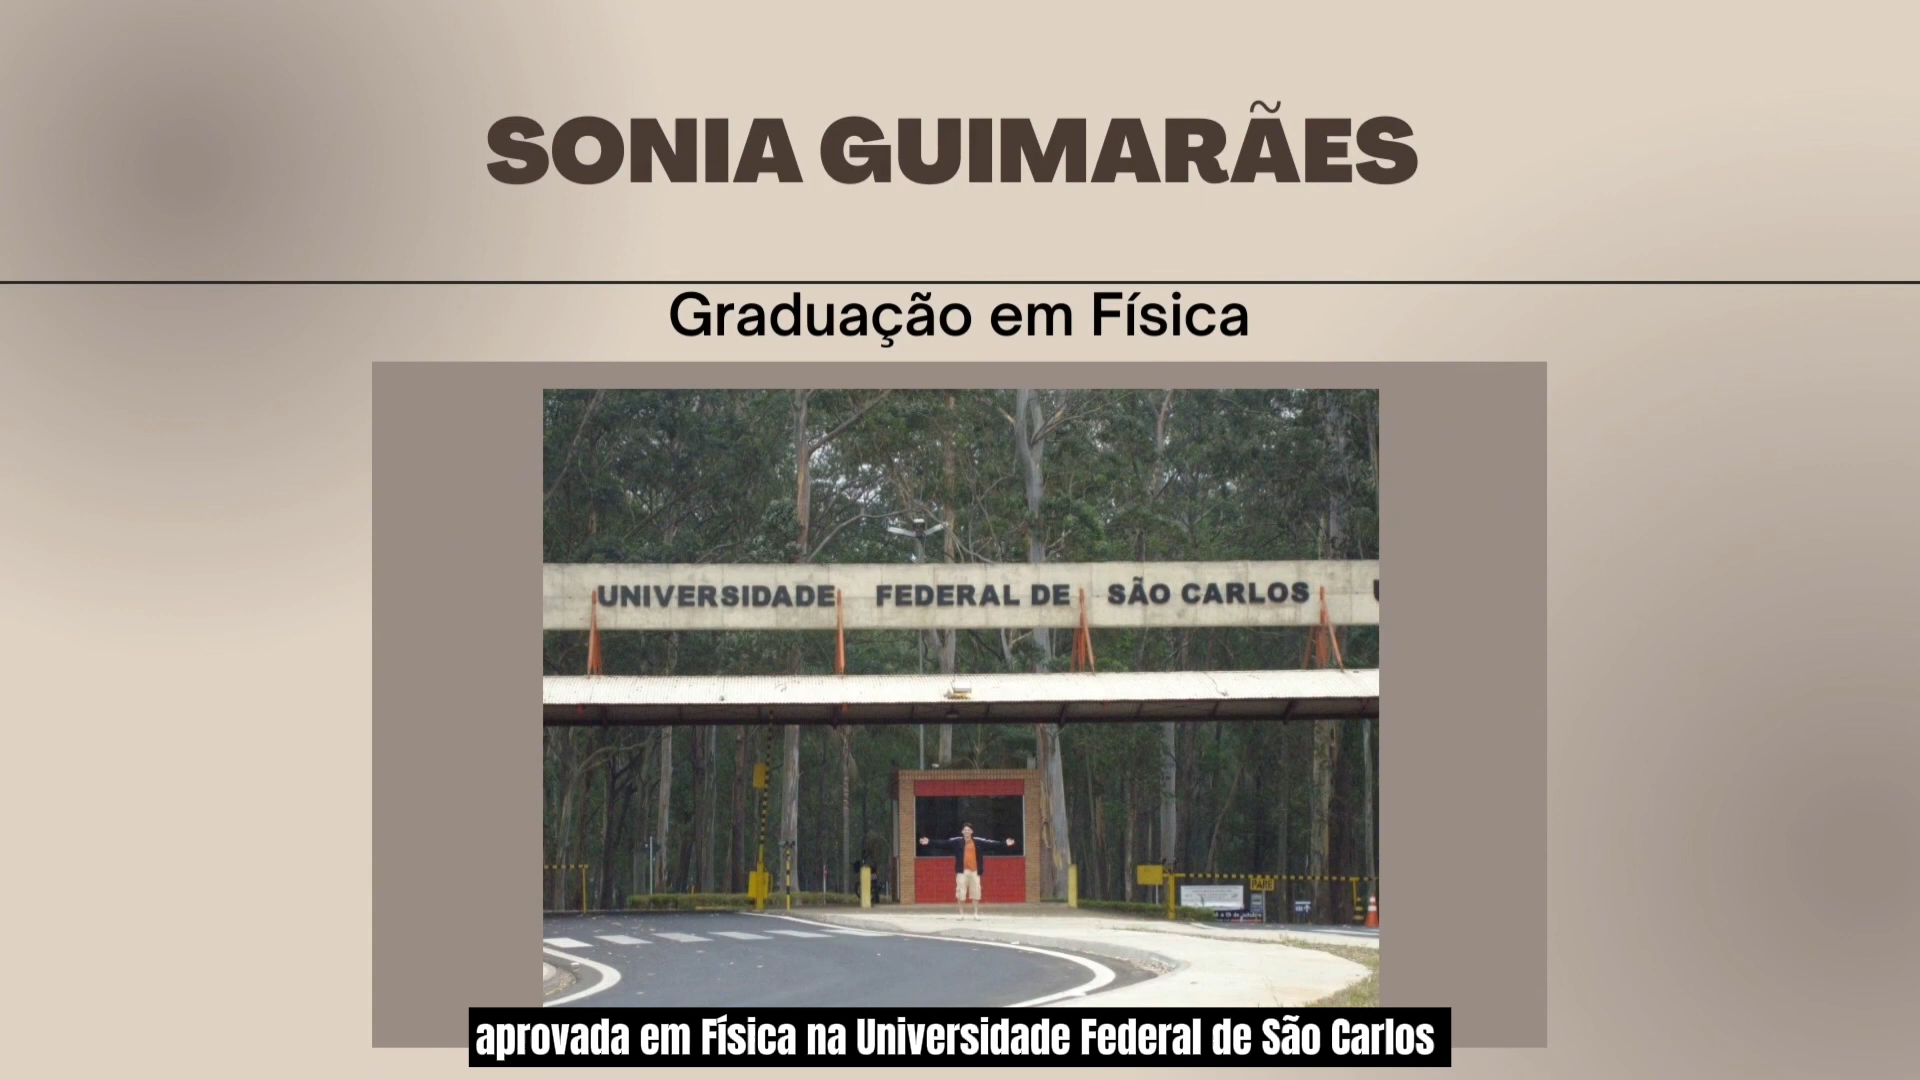 SONIA GUIMARÃES
Graduação em Física
UNIVERSIDADE FEDERAL DE SÃO CARLOS
PARE
aprovada em Física na Universidade Federal de São Carlos